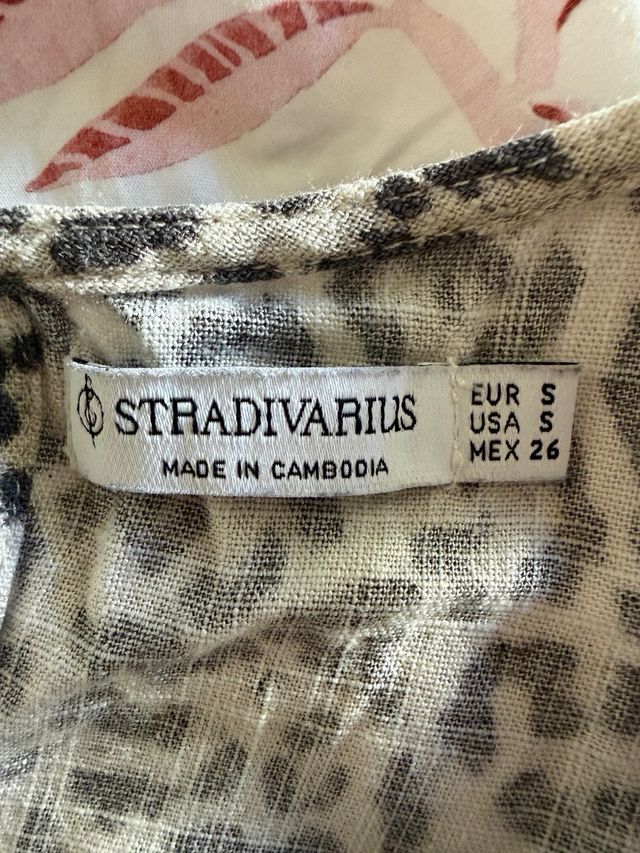 STRADIVARIUS
MADE IN CAMBODIA
EUR S
USA S
MEX 26